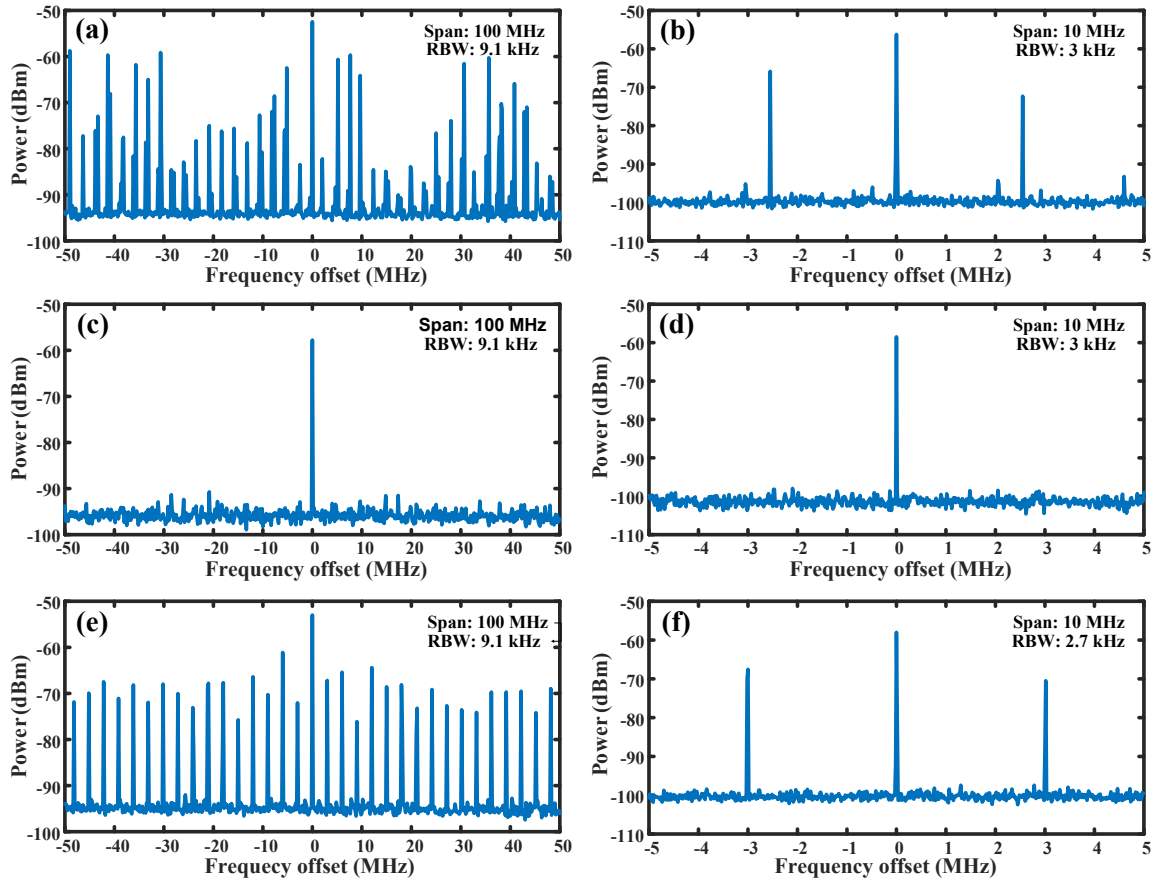 (a)
Span: 100 MHz
RBW: 9.1 kHz
Power (dBm)
-50
-60
-70
-80
-90
-100
-50 -40 -30 -20 -10 0 10 20 30 40 50
Frequency offset (MHz)
(b)
Span: 10 MHz
RBW: 3 kHz
Power (dBm)
-50
-60
-70
-80
-90
-100
-110
-5 -4 -3 -2 -1 0 1 2 3 4 5
Frequency offset (MHz)
(c)
Span: 100 MHz
RBW: 9.1 kHz
Power (dBm)
-50
-60
-70
-80
-90
-100
-50 -40 -30 -20 -10 0 10 20 30 40 50
Frequency offset (MHz)
(d)
Span: 10 MHz
RBW: 3 kHz
Power (dBm)
-50
-60
-70
-80
-90
-100
-110
-5 -4 -3 -2 -1 0 1 2 3 4 5
Frequency offset (MHz)
(e)
Span: 100 MHz
RBW: 9.1 kHz
Power (dBm)
-50
-60
-70
-80
-90
-100
-50 -40 -30 -20 -10 0 10 20 30 40 50
Frequecy offset (MHz)
(f)
Span: 10 MHz
RBW: 2.7 kHz
Power (dBm)
-50
-60
-70
-80
-90
-100
-110
-5 -4 -3 -2 -1 0 1 2 3 4 5
Frequency offset (MHz)